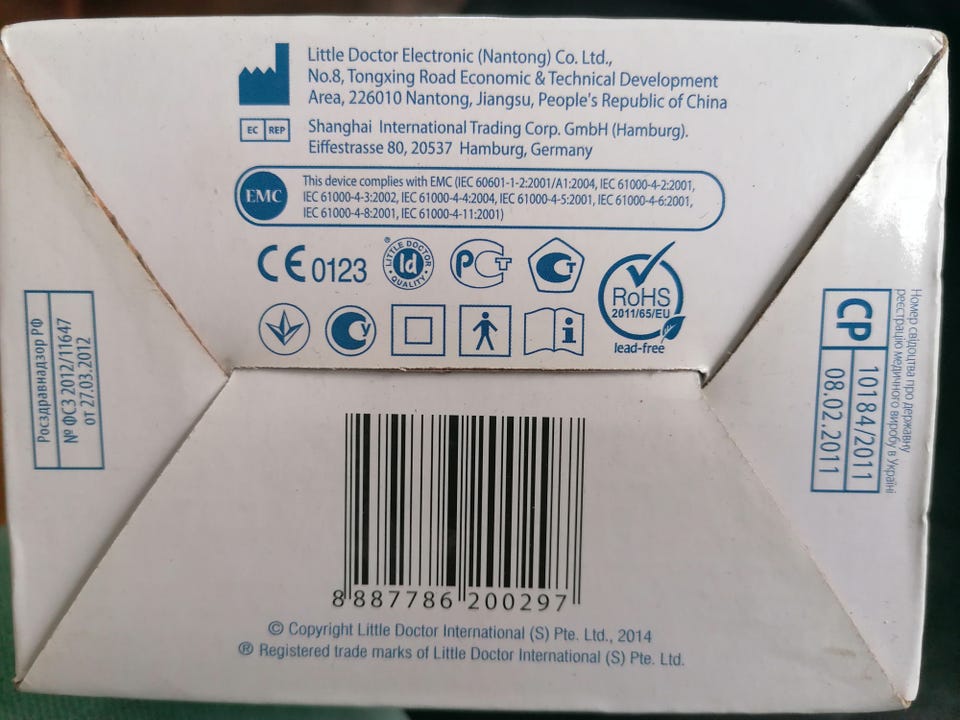 Little Doctor Electronic (Nantong) Co. Ltd.,
No.8, Tongxing Road Economic & Technical Development
Area, 226010 Nantong, Jiangsu, People's Republic of China
EC REP
Shanghai International Trading Corp. GmbH (Hamburg).
Eiffestrasse 80, 20537 Hamburg, Germany
EMC
This device complies with EMC (IEC 60601-1-2:2001/A1:2004, IEC 61000-4-2:2001,
IEC 61000-4-3:2002, IEC 61000-4-4:2004, IEC 61000-4-5:2001, IEC 61000-4-6:2001,
IEC 61000-4-8:2001, IEC 61000-4-11:2001)
CE 0123
® LITTLE DOCTOR
ld
QUALITY
РСТ
RoHS
2011/65/EU
lead-free
Росздравнадзор РФ
№ ФСЗ 2012/11647
от 27.03.2012
Номер свідоцтва про державну
реєстрацію медичного виробу в Україні
СР
10184/2011
08.02.2011
8 887786 200297
© Copyright Little Doctor International (S) Pte. Ltd., 2014
® Registered trade marks of Little Doctor International (S) Pte. Ltd.